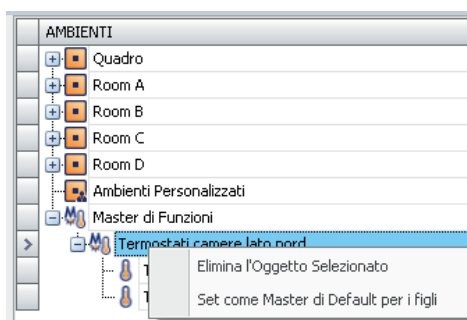 AMBIENTI
Quadro
Room A
Room B
Room C
Room D
Ambienti Personalizzati
Master di Funzioni
Termostati camere lato nord
Elimina l'Oggetto Selezionato
Set come Master di Default per i figli